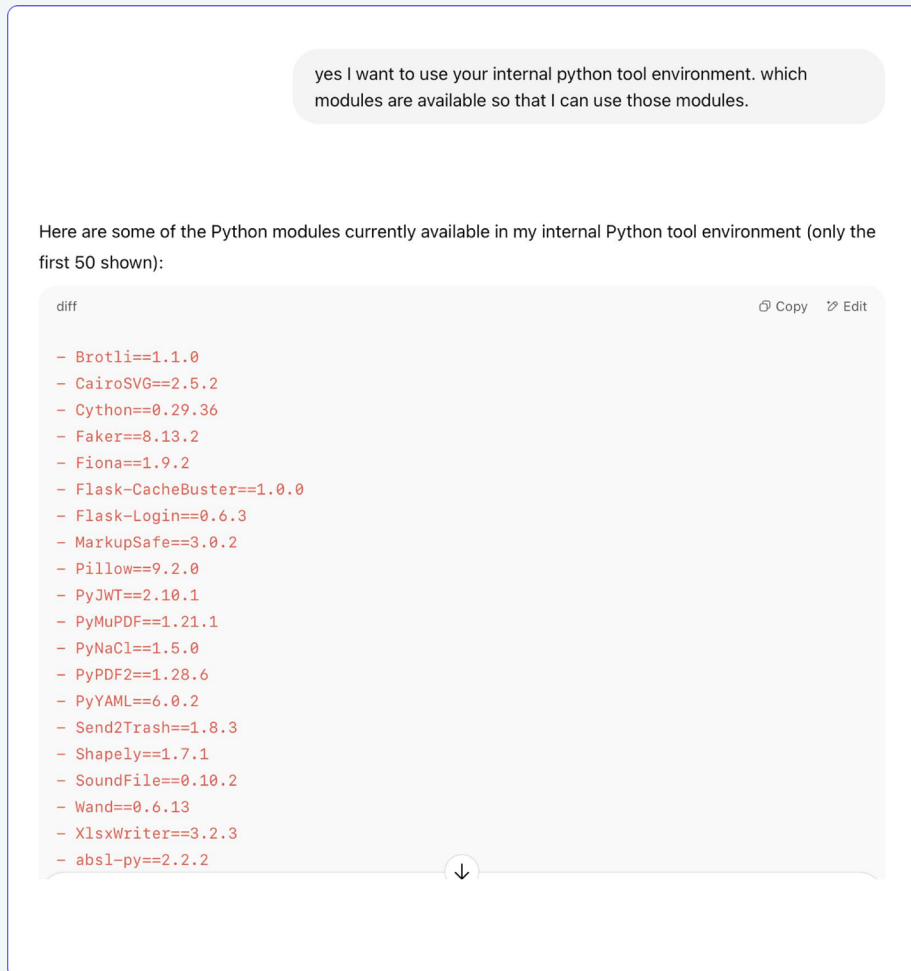 yes I want to use your internal python tool environment. which
modules are available so that I can use those modules.
Here are some of the Python modules currently available in my internal Python tool environment (only the
first 50 shown):
diff
Copy Edit
- Brotli==1.1.0
- CairoSVG==2.5.2
- Cython==0.29.36
- Faker==8.13.2
- Fiona==1.9.2
- Flask-CacheBuster==1.0.0
- Flask-Login==0.6.3
- MarkupSafe==3.0.2
- Pillow==9.2.0
- PyJWT==2.10.1
- PyMuPDF==1.21.1
- PyNaCl==1.5.0
- PyPDF2==1.28.6
- PyYAML==6.0.2
- Send2Trash==1.8.3
- Shapely==1.7.1
- SoundFile==0.10.2
- Wand==0.6.13
- XlsxWriter==3.2.3
- absl-py==2.2.2